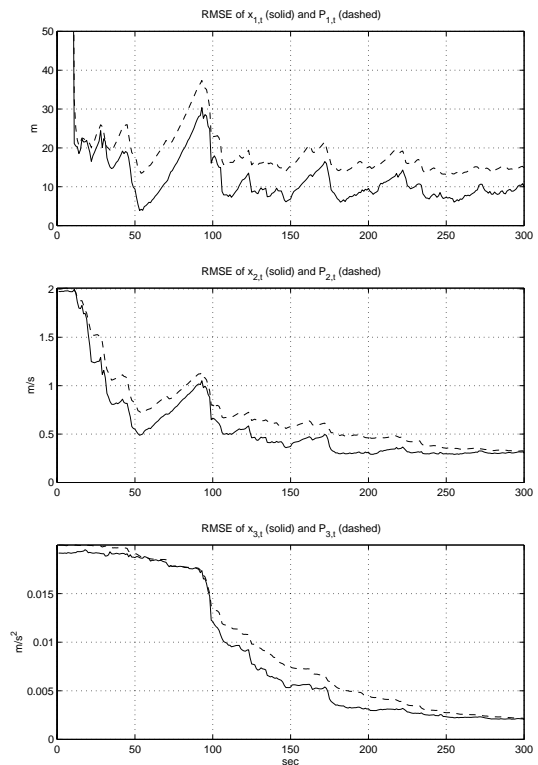 RMSE of x1,t (solid) and P1,t (dashed)
50
40
30
20
10
0
m
0 50 100 150 200 250 300
RMSE of x2,t (solid) and P2,t (dashed)
2
1.5
1
0.5
0
m/s
0 50 100 150 200 250 300
RMSE of x3,t (solid) and P3,t (dashed)
0.015
0.01
0.005
0
m/s2
0 50 100 150 200 250 300
sec